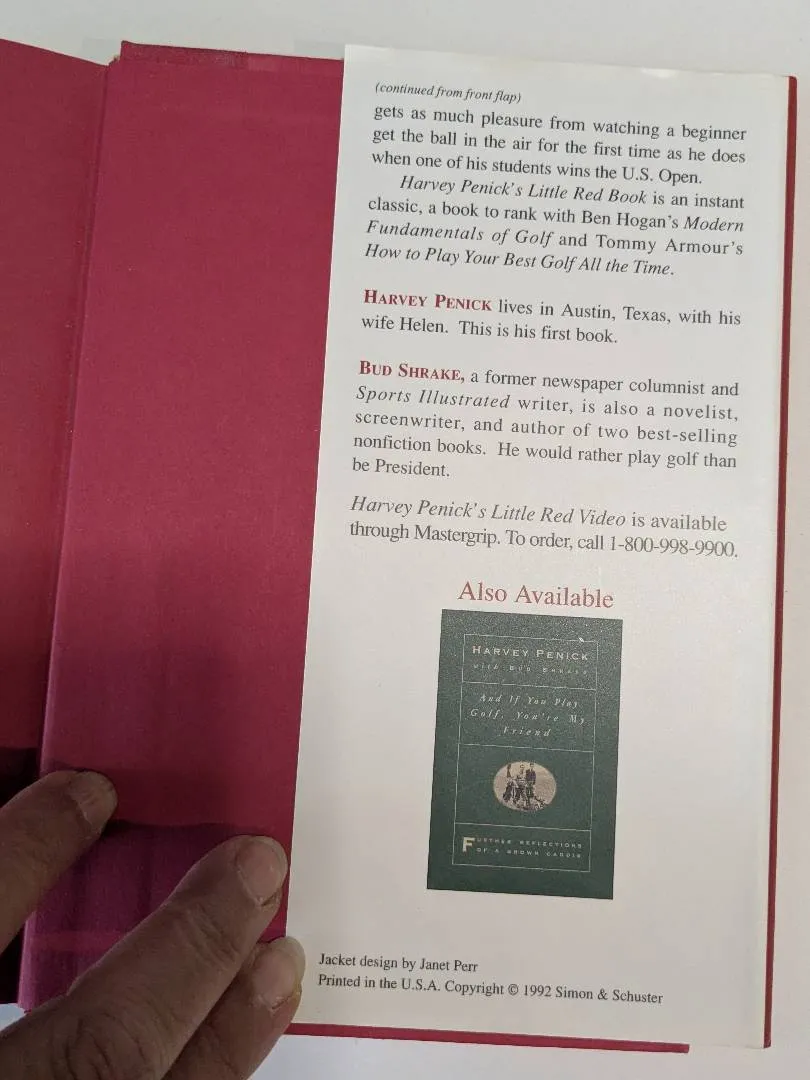 (continued from front flap)
gets as much pleasure from watching a beginner
get the ball in the air for the first time as he does
when one of his students wins the U.S. Open.
Harvey Penick's Little Red Book is an instant
classic, a book to rank with Ben Hogan's Modern
Fundamentals of Golf and Tommy Armour's
How to Play Your Best Golf All the Time.
HARVEY PENICK lives in Austin, Texas, with his
wife Helen. This is his first book.
BUD SHRAKE, a former newspaper columnist and
Sports Illustrated writer, is also a novelist,
screenwriter, and author of two best-selling
nonfiction books. He would rather play golf than
be President.
Harvey Penick's Little Red Video is available
through Mastergrip. To order, call 1-800-998-9900.
Also Available
HARVEY PENICK
WITH BUD SHRAKE
And If You Play
Golf, You're My
Friend
FURTHER REFLECTIONS
OF A GROWN CADDIE
Jacket design by Janet Perr
Printed in the U.S.A. Copyright © 1992 Simon & Schuster